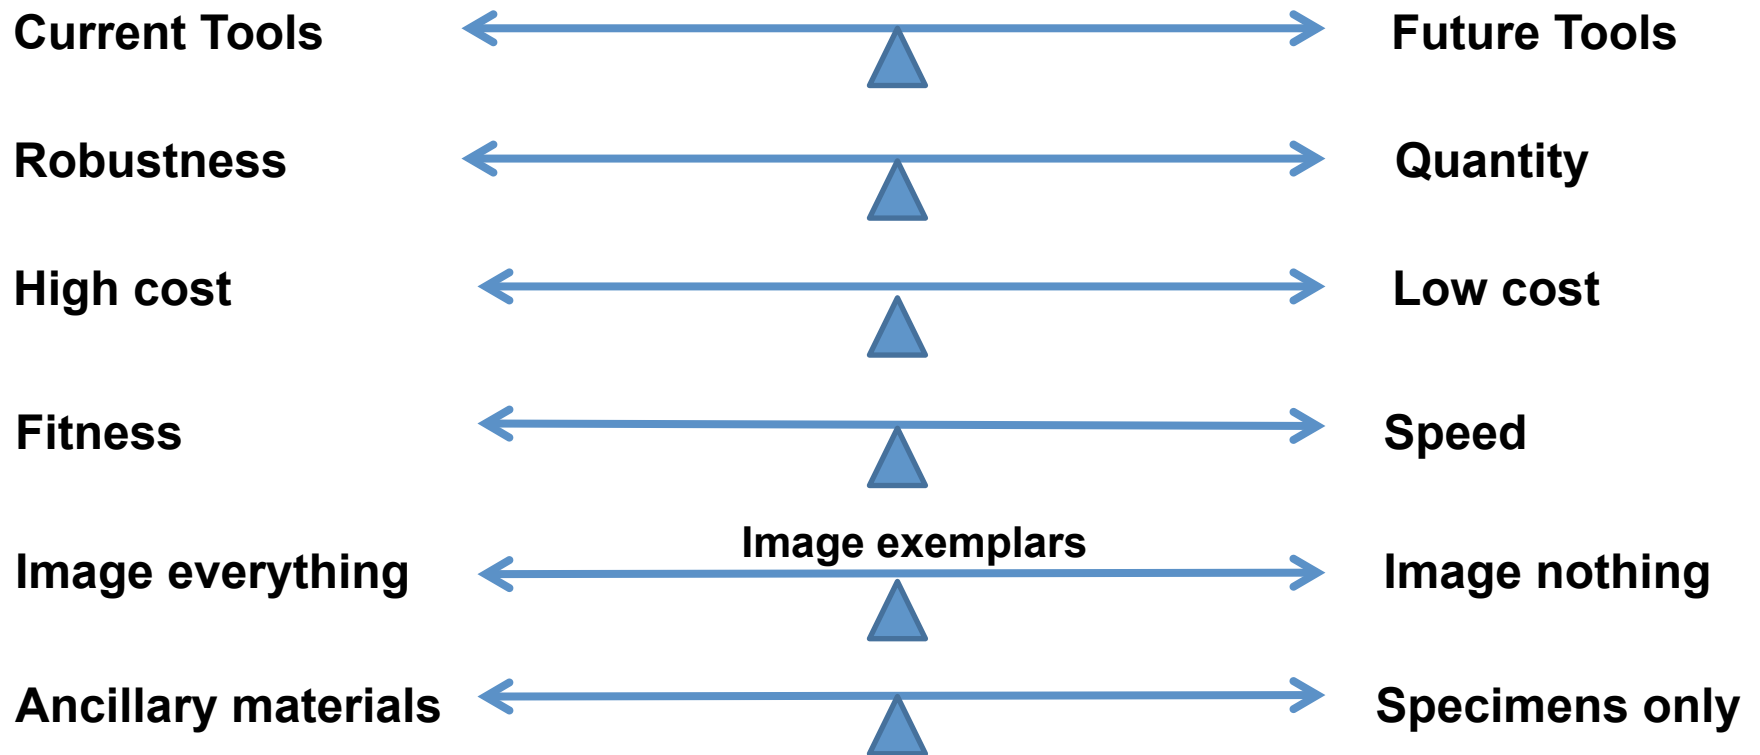 Current Tools
Future Tools
Robustness
Quantity
High cost
Low cost
Fitness
Speed
Image exemplars
Image everything
Image nothing
Ancillary materials
Specimens only